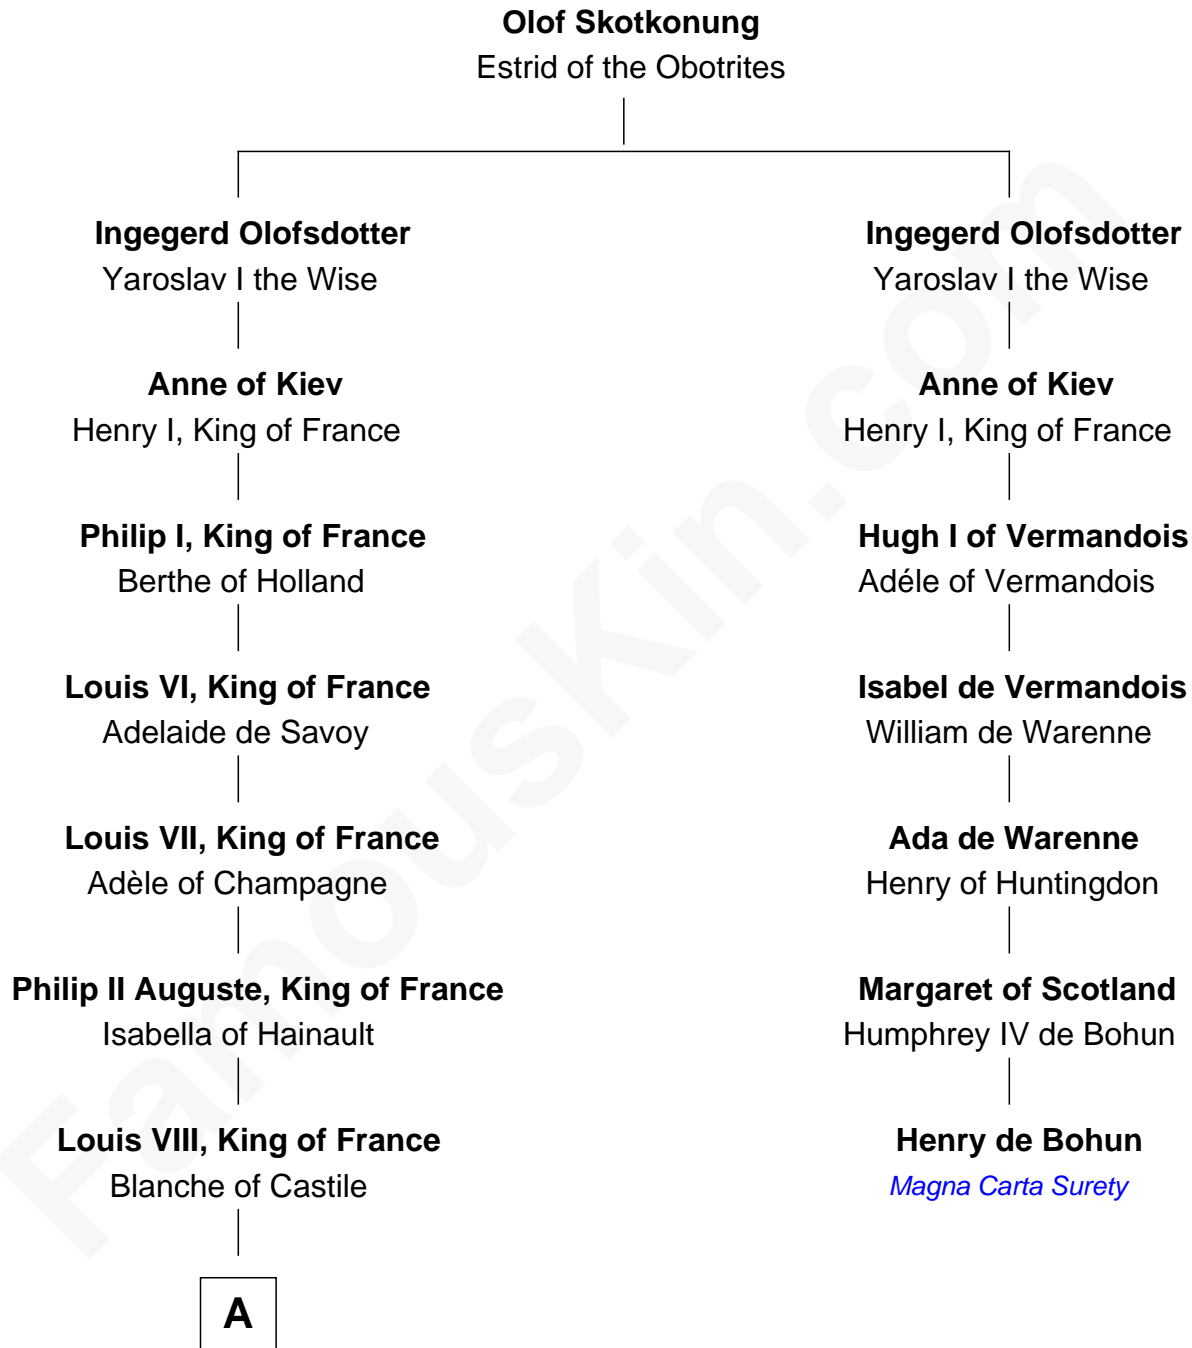 Olof Skotkonung
Estrid of the Obotrites
Ingegerd Olofsdotter
Yaroslav I the Wise
Anne of Kiev
Henry I, King of France
Philip I, King of France
Berthe of Holland
Louis VI, King of France
Adelaide de Savoy
Louis VII, King of France
Adèle of Champagne
Philip II Auguste, King of France
Isabella of Hainault
Louis VIII, King of France
Blanche of Castile
A
Ingegerd Olofsdotter
Yaroslav I the Wise
Anne of Kiev
Henry I, King of France
Hugh I of Vermandois
Adéle of Vermandois
Isabel de Vermandois
William de Warenne
Ada de Warenne
Henry of Huntingdon
Margaret of Scotland
Humphrey IV de Bohun
Henry de Bohun
Magna Carta Surety
FamousKin.com